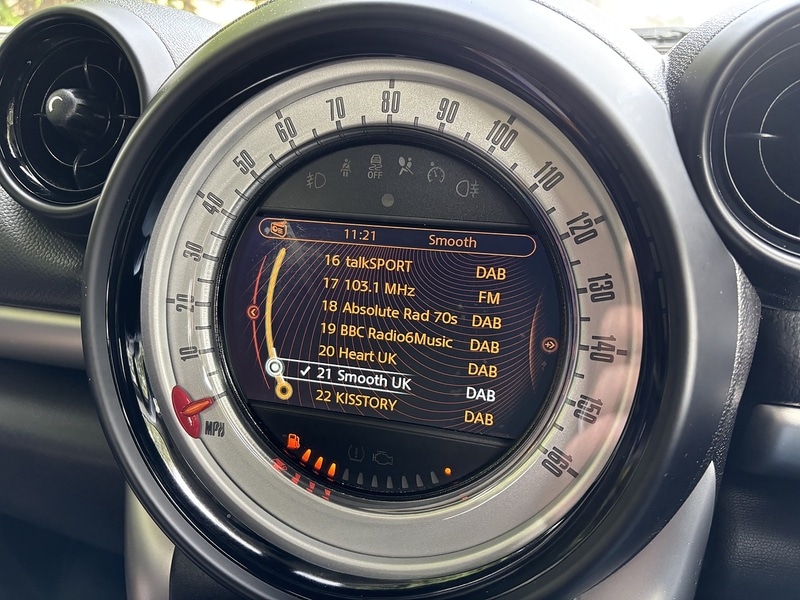 10
20
30
40
50
60
70
80
90
100
110
120
130
140
150
160
MPH
OFF
11:21 Smooth
16 talkSPORT DAB
17 103.1 MHz FM
18 Absolute Rad 70s DAB
19 BBC Radio6Music DAB
20 Heart UK DAB
21 Smooth UK DAB
22 KISSTORY DAB